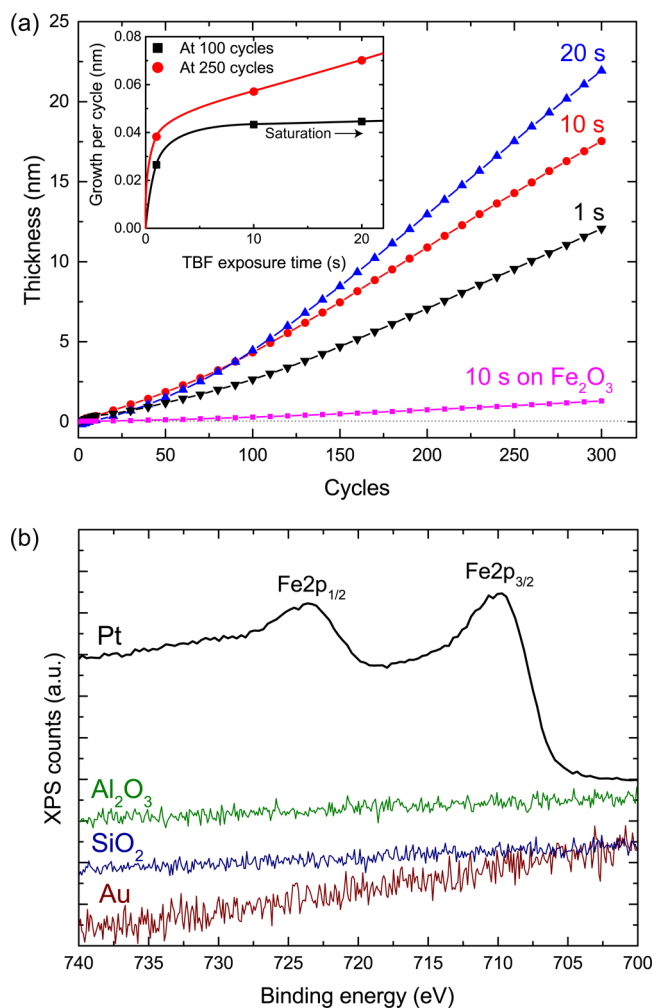 (a)
25
20
15
10
5
0
Thickness (nm)
0 50 100 150 200 250 300
Cycles
0.08
0.06
0.04
0.02
0.00
Growth per cycle (nm)
At 100 cycles
At 250 cycles
Saturation
0 10 20
TBF exposure time (s)
20 s
10 s
1 s
10 s on Fe₂O₃
(b)
Fe2p₁/₂
Fe2p₃/₂
Pt
Al₂O₃
SiO₂
Au
XPS counts (a.u.)
740 735 730 725 720 715 710 705 700
Binding energy (eV)